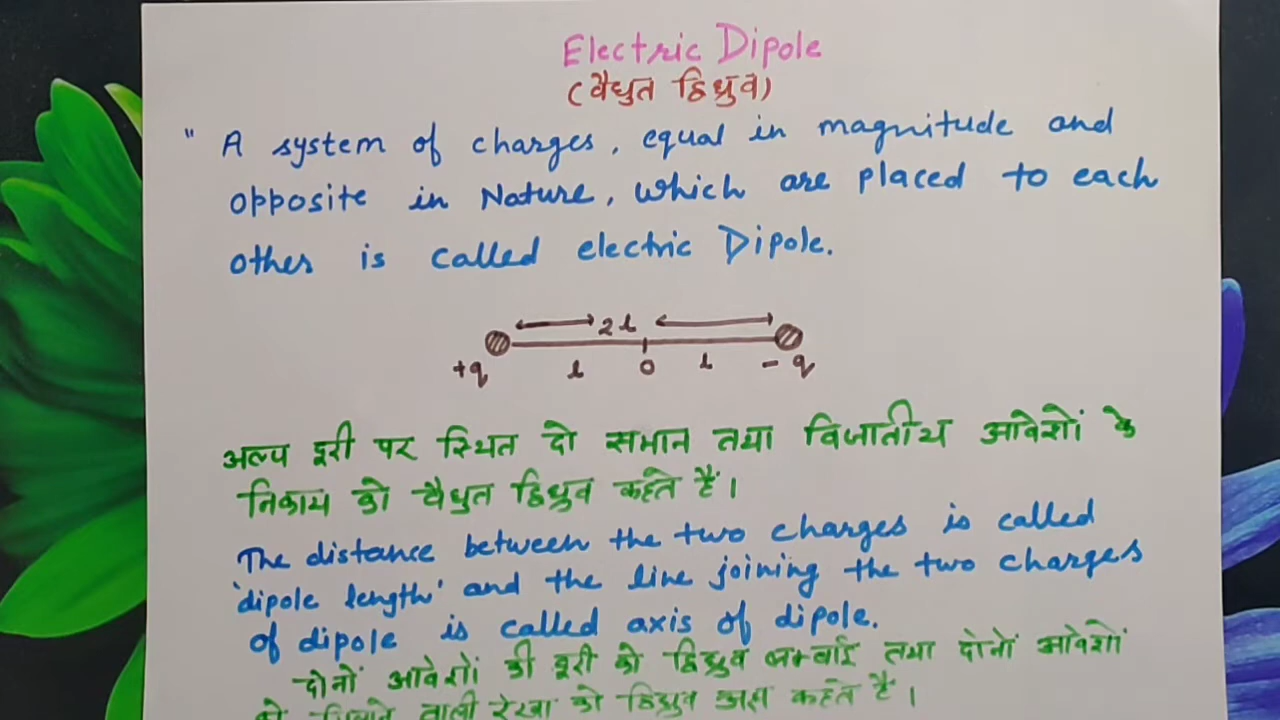 Electric Dipole
(वैधुत द्विध्रुव)
" A system of charges, equal in magnitude and
opposite in Nature, which are placed to each
other is called electric Dipole.
2l
+q l O l - q
अल्प दूरी पर स्थित दो समान तथा विजातीय आवेशों के
निकाय को वैधुत द्विध्रुव कहते हैं।
The distance between the two charges is called
'dipole length' and the line joining the two charges
of dipole is called axis of dipole.
दोनों आवेशों की दूरी को द्विध्रुव लम्बाई तथा दोनों आवेशों
को मिलाने वाली रेखा को द्विध्रुव अक्ष कहते हैं।